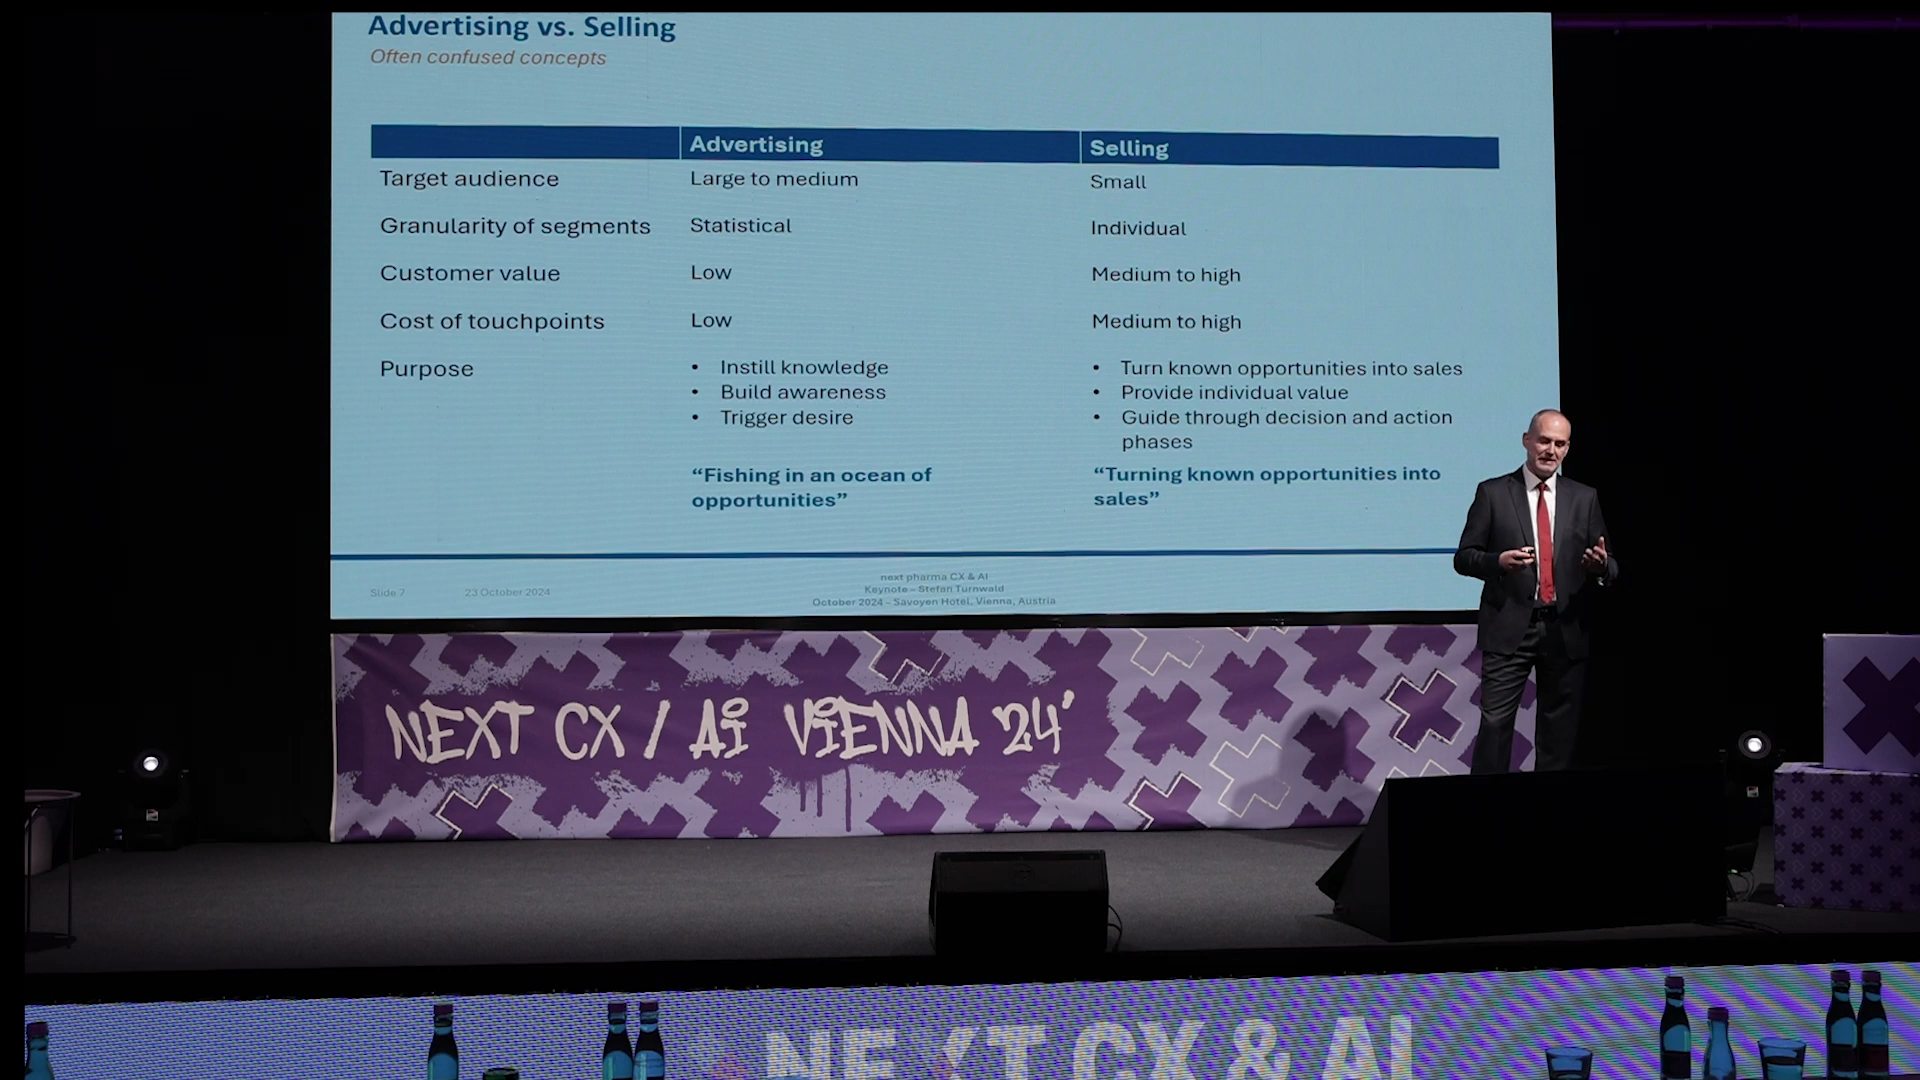 Advertising vs. Selling
Often confused concepts
Advertising
Selling
Target audience
Large to medium
Small
Granularity of segments
Statistical
Individual
Customer value
Low
Medium to high
Cost of touchpoints
Low
Medium to high
Purpose
• Instill knowledge
• Build awareness
• Trigger desire
• Turn known opportunities into sales
• Provide individual value
• Guide through decision and action
phases
“Fishing in an ocean of
opportunities”
“Turning known opportunities into
sales”
Slide 7
23 October 2024
next pharma CX & AI
Keynote – Stefan Turnwald
October 2024 – Savoyen Hotel, Vienna, Austria
NEXT CX / Ai ViENNA 24'
NEXT CX & AI